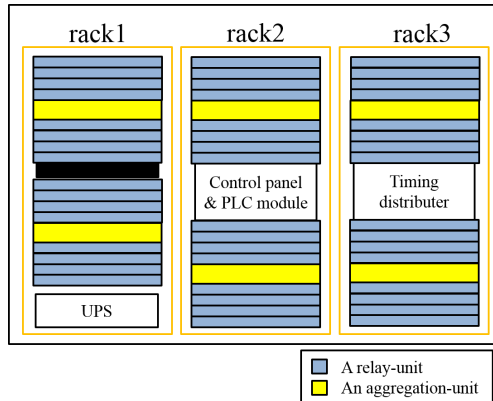 rack1
rack2
rack3
Control panel
& PLC module
Timing
distributer
UPS
A relay-unit
An aggregation-unit